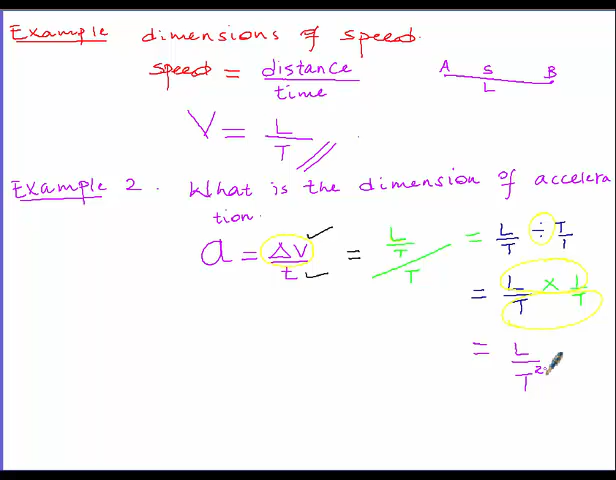 Example dimensions of speed.
speed = distance / time
A S B
L
V = L / T
Example 2. What is the dimension of accelera
tion.
a = ΔV / t = L/T / T = L/T ÷ T/1
= L/T × 1/T
= L / T²